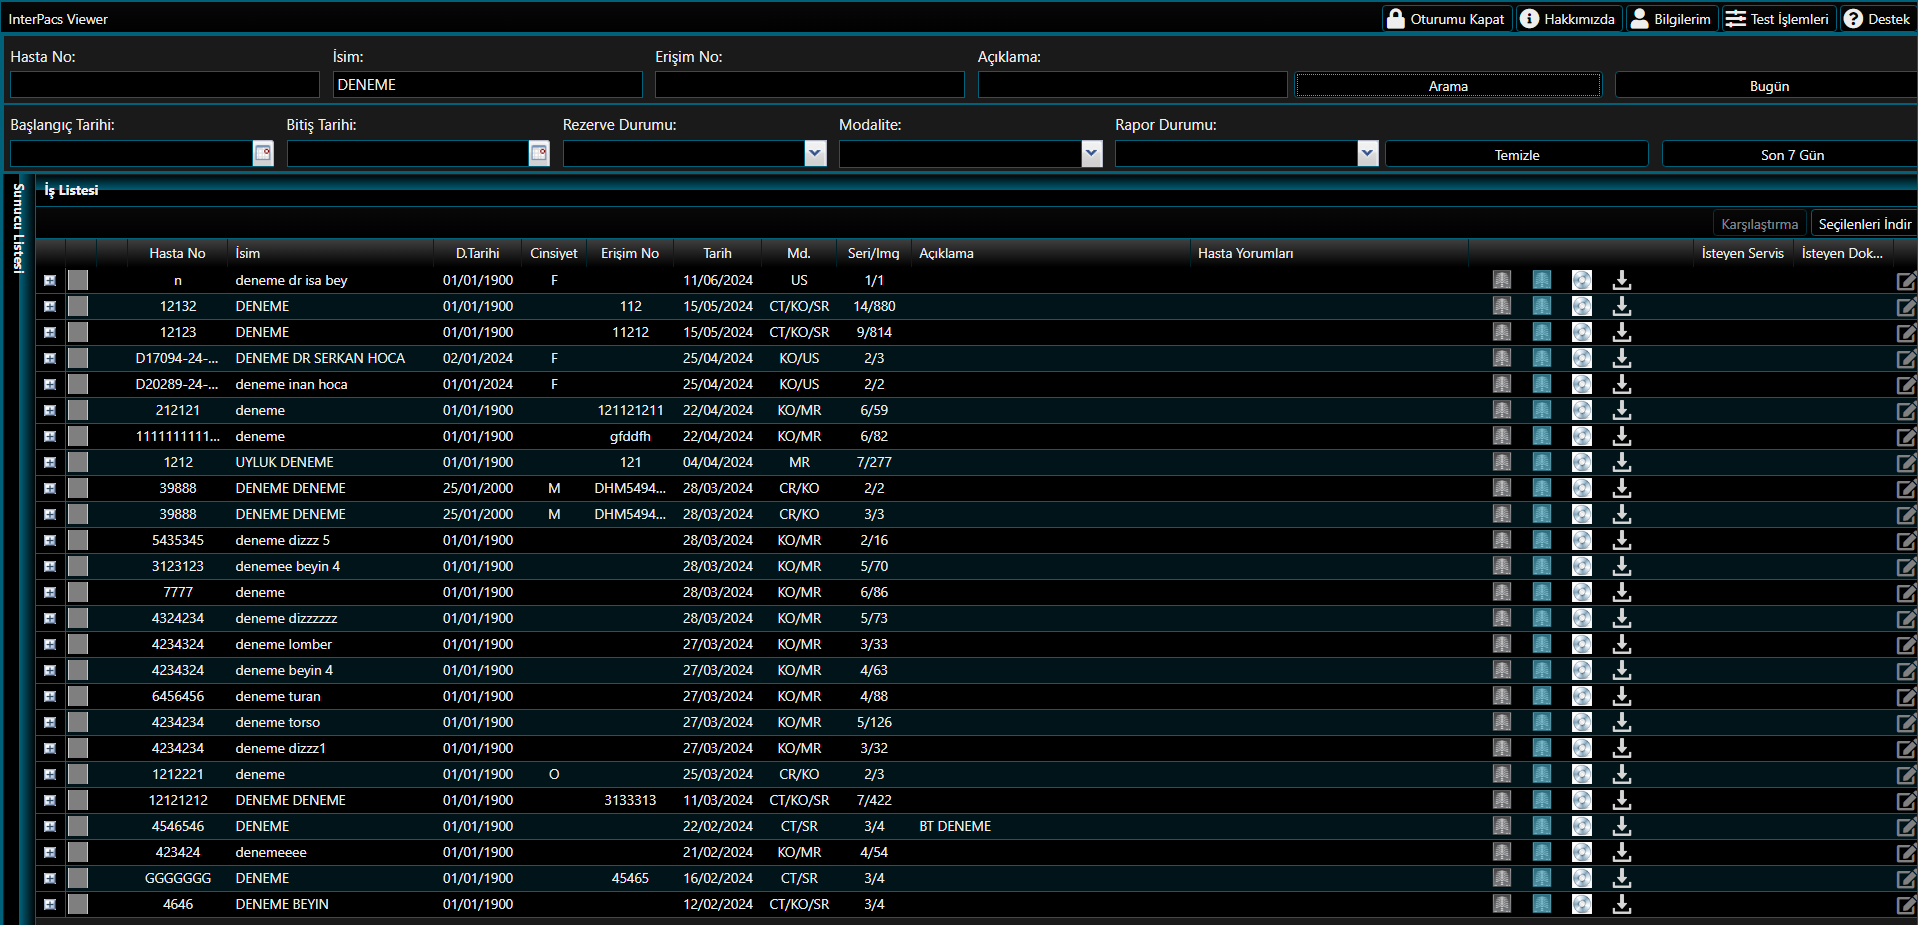 InterPacs Viewer
Oturumu Kapat Hakkımızda Bilgilerim Test İşlemleri Destek
Hasta No: İsim: Erişim No: Açıklama:
DENEME Arama Bugün
Başlangıç Tarihi: Bitiş Tarihi: Rezerve Durumu: Modalite: Rapor Durumu:
Temizle Son 7 Gün
Sunucu Listesi
İş Listesi
Karşılaştırma Seçilenleri İndir
Hasta No İsim D.Tarihi Cinsiyet Erişim No Tarih Md. Seri/Img Açıklama Hasta Yorumları İsteyen Servis İsteyen Dok...
n deneme dr isa bey 01/01/1900 F 11/06/2024 US 1/1
12132 DENEME 01/01/1900 112 15/05/2024 CT/KO/SR 14/880
12123 DENEME 01/01/1900 11212 15/05/2024 CT/KO/SR 9/814
D17094-24-... DENEME DR SERKAN HOCA 02/01/2024 F 25/04/2024 KO/US 2/3
D20289-24-... deneme inan hoca 01/01/2024 F 25/04/2024 KO/US 2/2
212121 deneme 01/01/1900 121121211 22/04/2024 KO/MR 6/59
1111111111... deneme 01/01/1900 gfddfh 22/04/2024 KO/MR 6/82
1212 UYLUK DENEME 01/01/1900 121 04/04/2024 MR 7/277
39888 DENEME DENEME 25/01/2000 M DHM5494... 28/03/2024 CR/KO 2/2
39888 DENEME DENEME 25/01/2000 M DHM5494... 28/03/2024 CR/KO 3/3
5435345 deneme dizzz 5 01/01/1900 28/03/2024 KO/MR 2/16
3123123 denemee beyin 4 01/01/1900 28/03/2024 KO/MR 5/70
7777 deneme 01/01/1900 28/03/2024 KO/MR 6/86
4324234 deneme dizzzzzz 01/01/1900 28/03/2024 KO/MR 5/73
4234324 deneme lomber 01/01/1900 27/03/2024 KO/MR 3/33
4234324 deneme beyin 4 01/01/1900 27/03/2024 KO/MR 4/63
6456456 deneme turan 01/01/1900 27/03/2024 KO/MR 4/88
4234234 deneme torso 01/01/1900 27/03/2024 KO/MR 5/126
4234234 deneme dizzz1 01/01/1900 27/03/2024 KO/MR 3/32
1212221 deneme 01/01/1900 O 25/03/2024 CR/KO 2/3
12121212 DENEME DENEME 01/01/1900 3133313 11/03/2024 CT/KO/SR 7/422
4546546 DENEME 01/01/1900 22/02/2024 CT/SR 3/4 BT DENEME
423424 denemeeee 01/01/1900 21/02/2024 KO/MR 4/54
GGGGGGG DENEME 01/01/1900 45465 16/02/2024 CT/SR 3/4
4646 DENEME BEYIN 01/01/1900 12/02/2024 CT/KO/SR 3/4